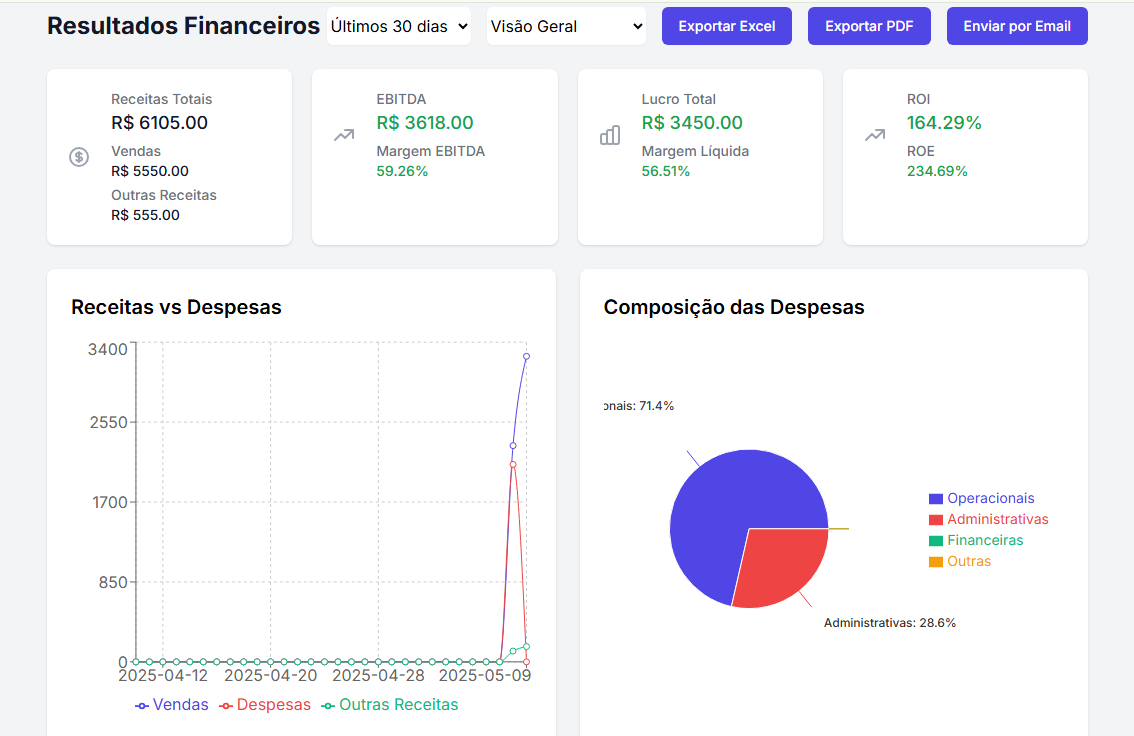 Resultados Financeiros
Últimos 30 dias
Visão Geral
Exportar Excel
Exportar PDF
Enviar por Email
Receitas Totais
R$ 6105.00
Vendas
R$ 5550.00
Outras Receitas
R$ 555.00
EBITDA
R$ 3618.00
Margem EBITDA
59.26%
Lucro Total
R$ 3450.00
Margem Líquida
56.51%
ROI
164.29%
ROE
234.69%
Receitas vs Despesas
3400
2550
1700
850
0
2025-04-12
2025-04-20
2025-04-28
2025-05-09
Vendas
Despesas
Outras Receitas
Composição das Despesas
onais: 71.4%
Administrativas: 28.6%
Operacionais
Administrativas
Financeiras
Outras